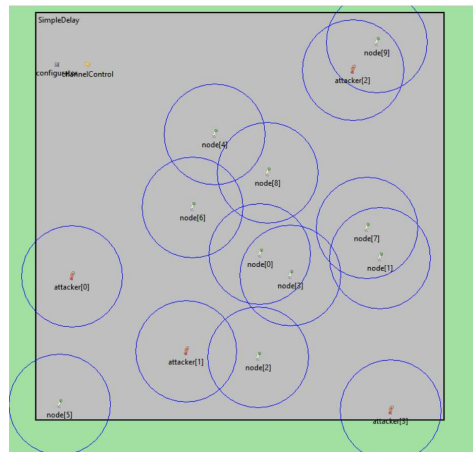 SimpleDelay
node[9]
configurator channelControl
attacker[2]
node[4]
node[8]
node[6]
node[7]
node[0]
node[1]
node[3]
attacker[0]
attacker[1]
node[2]
node[5]
attacker[3]